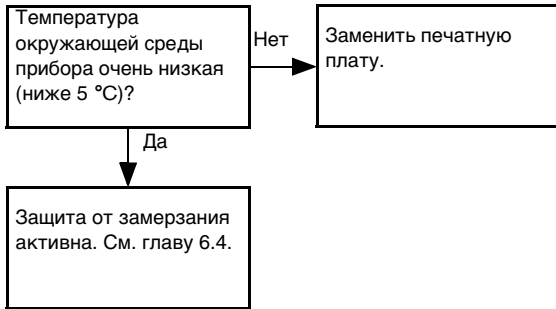 Температура
окружающей среды
прибора очень низкая
(ниже 5 °C)?
Нет
Заменить печатную
плату.
Да
Защита от замерзания
активна. См. главу 6.4.